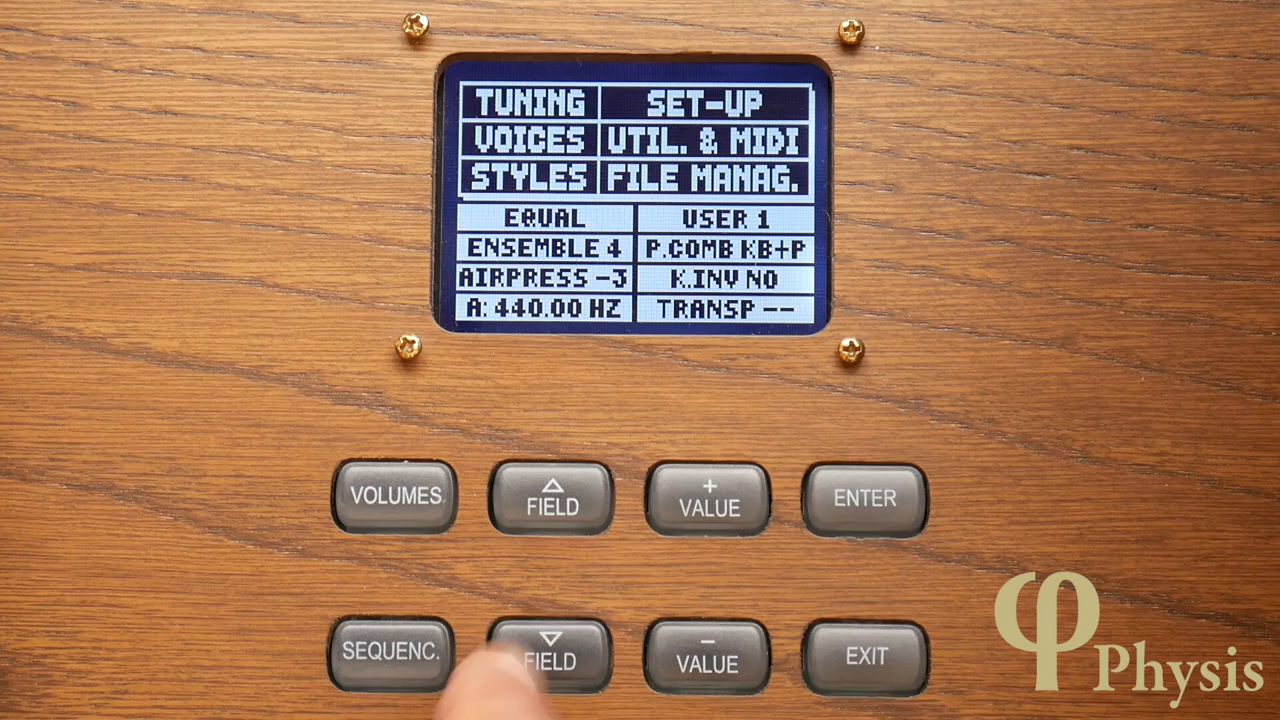 TUNING SET-UP
VOICES UTIL. & MIDI
STYLES FILE MANAG.
EQUAL USER 1
ENSEMBLE 4 P.COMB KB+P
AIRPRESS -3 K.INV NO
A: 440.00 HZ TRANSP --
VOLUMES
△ FIELD
+ VALUE
ENTER
SEQUENC.
▽ FIELD
− VALUE
EXIT
φ Physis